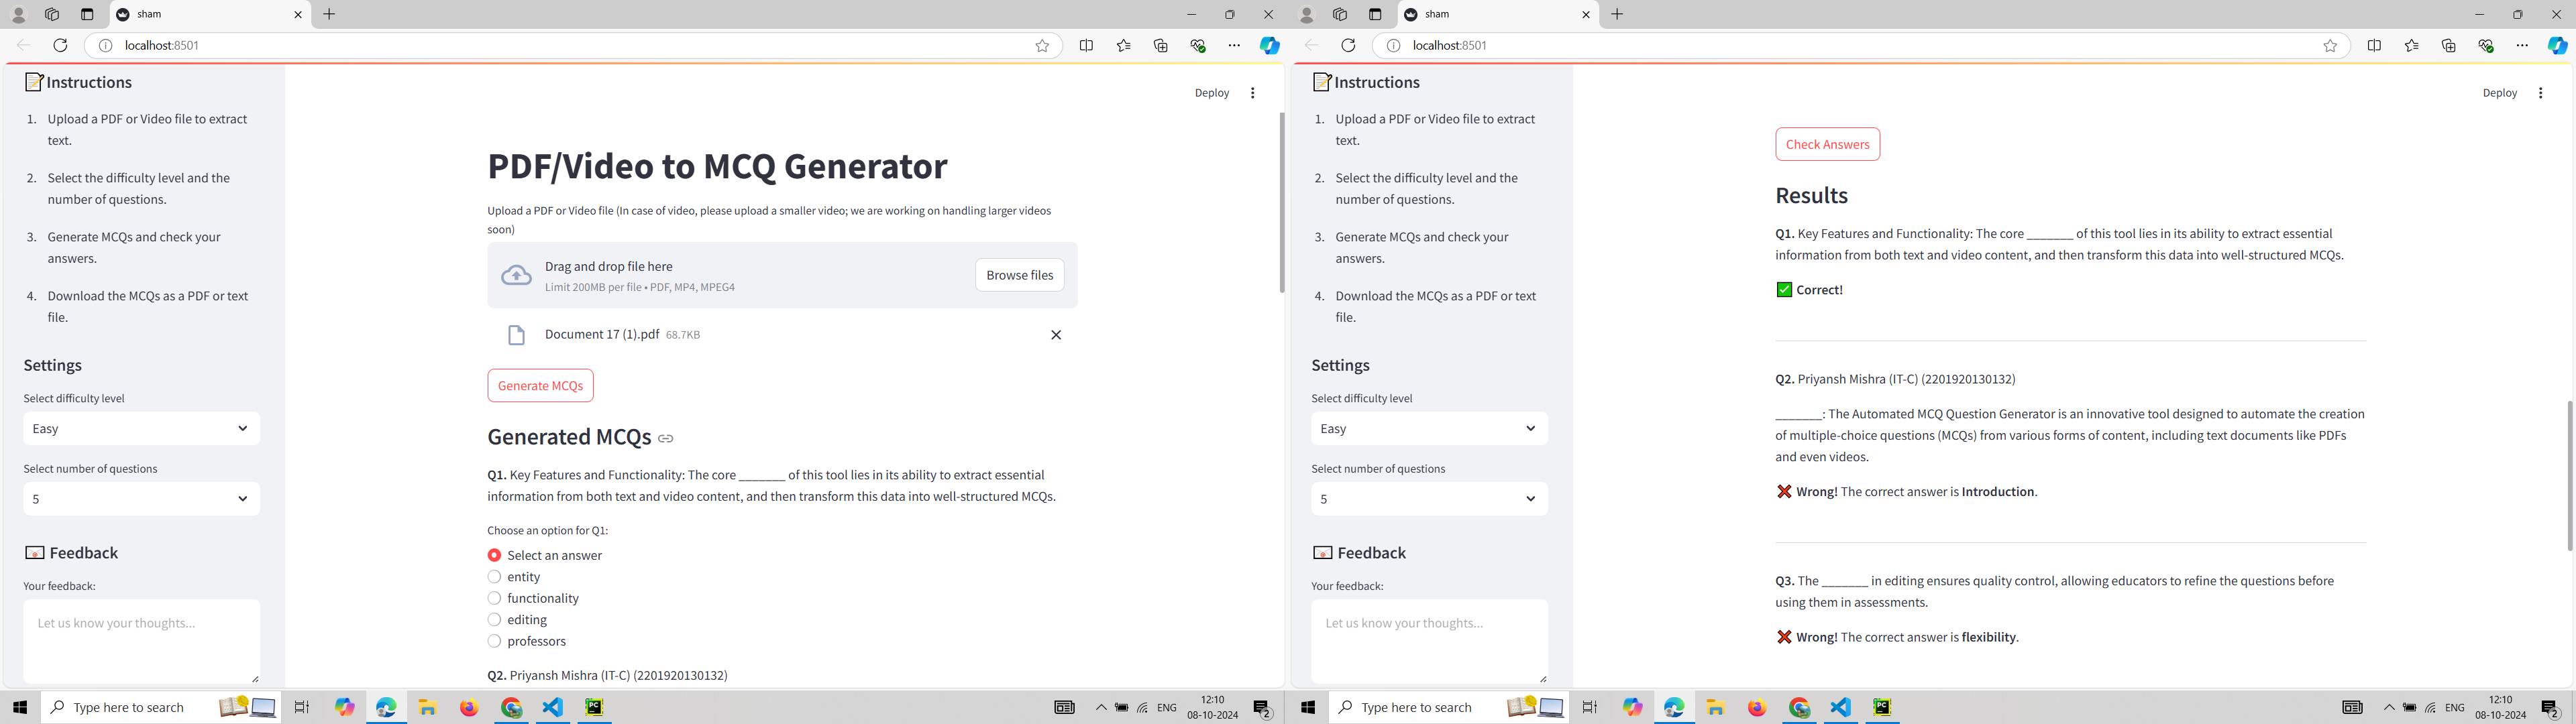 sham
localhost:8501
Instructions
1. Upload a PDF or Video file to extract
text.
2. Select the difficulty level and the
number of questions.
3. Generate MCQs and check your
answers.
4. Download the MCQs as a PDF or text
file.
Settings
Select difficulty level
Easy
Select number of questions
5
Feedback
Your feedback:
Let us know your thoughts...
Deploy
PDF/Video to MCQ Generator
Upload a PDF or Video file (In case of video, please upload a smaller video; we are working on handling larger videos
soon)
Drag and drop file here
Limit 200MB per file • PDF, MP4, MPEG4
Browse files
Document 17 (1).pdf 68.7KB
Generate MCQs
Generated MCQs
Q1. Key Features and Functionality: The core _______ of this tool lies in its ability to extract essential
information from both text and video content, and then transform this data into well-structured MCQs.
Choose an option for Q1:
Select an answer
entity
functionality
editing
professors
Q2. Priyansh Mishra (IT-C) (2201920130132)
Type here to search
PC
ENG
12:10
08-10-2024
2
sham
localhost:8501
Instructions
1. Upload a PDF or Video file to extract
text.
2. Select the difficulty level and the
number of questions.
3. Generate MCQs and check your
answers.
4. Download the MCQs as a PDF or text
file.
Settings
Select difficulty level
Easy
Select number of questions
5
Feedback
Your feedback:
Let us know your thoughts...
Deploy
Check Answers
Results
Q1. Key Features and Functionality: The core _______ of this tool lies in its ability to extract essential
information from both text and video content, and then transform this data into well-structured MCQs.
Correct!
Q2. Priyansh Mishra (IT-C) (2201920130132)
_______: The Automated MCQ Question Generator is an innovative tool designed to automate the creation
of multiple-choice questions (MCQs) from various forms of content, including text documents like PDFs
and even videos.
Wrong! The correct answer is Introduction.
Q3. The _______ in editing ensures quality control, allowing educators to refine the questions before
using them in assessments.
Wrong! The correct answer is flexibility.
Type here to search
PC
ENG
12:10
08-10-2024
2